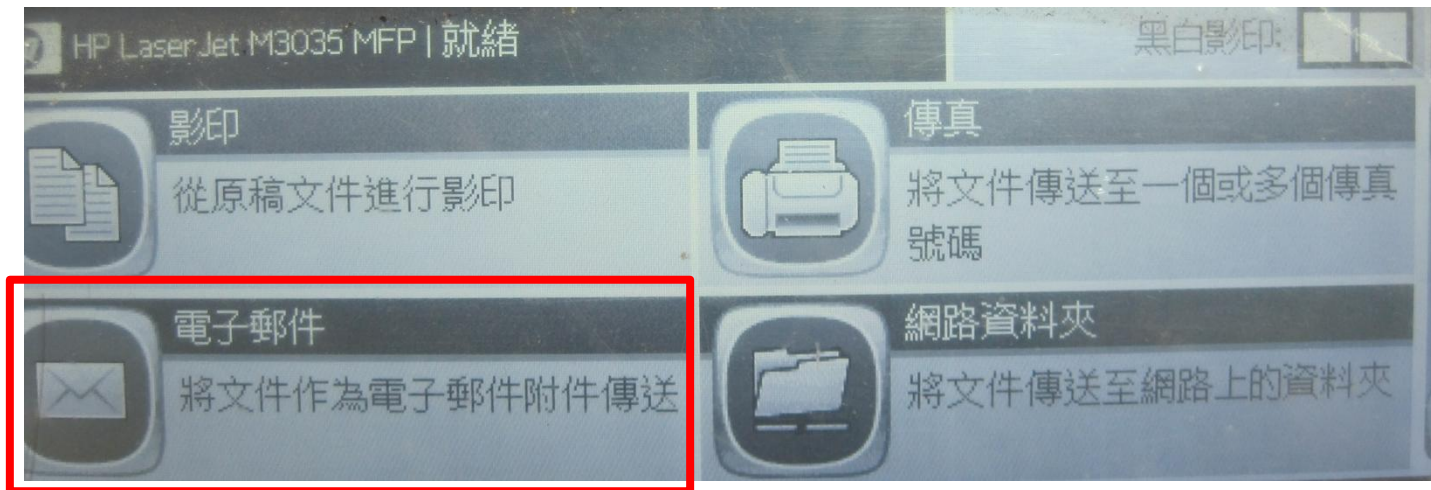 HP LaserJet M3035 MFP | 就緒
黑白影印:
影印
從原稿文件進行影印
傳真
將文件傳送至一個或多個傳真
號碼
電子郵件
將文件作為電子郵件附件傳送
網路資料夾
將文件傳送至網路上的資料夾